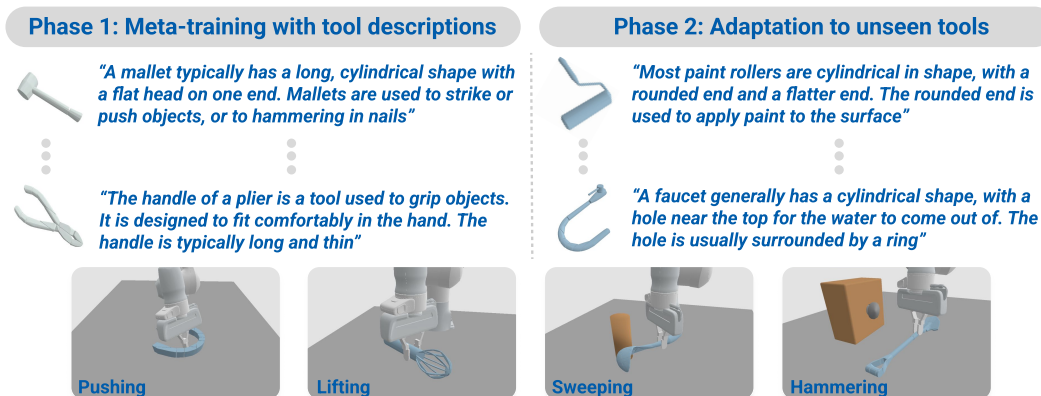 Phase 1: Meta-training with tool descriptions
“A mallet typically has a long, cylindrical shape with
a flat head on one end. Mallets are used to strike or
push objects, or to hammering in nails”
“The handle of a plier is a tool used to grip objects.
It is designed to fit comfortably in the hand. The
handle is typically long and thin”
Phase 2: Adaptation to unseen tools
“Most paint rollers are cylindrical in shape, with a
rounded end and a flatter end. The rounded end is
used to apply paint to the surface”
“A faucet generally has a cylindrical shape, with a
hole near the top for the water to come out of. The
hole is usually surrounded by a ring”
Pushing
Lifting
Sweeping
Hammering